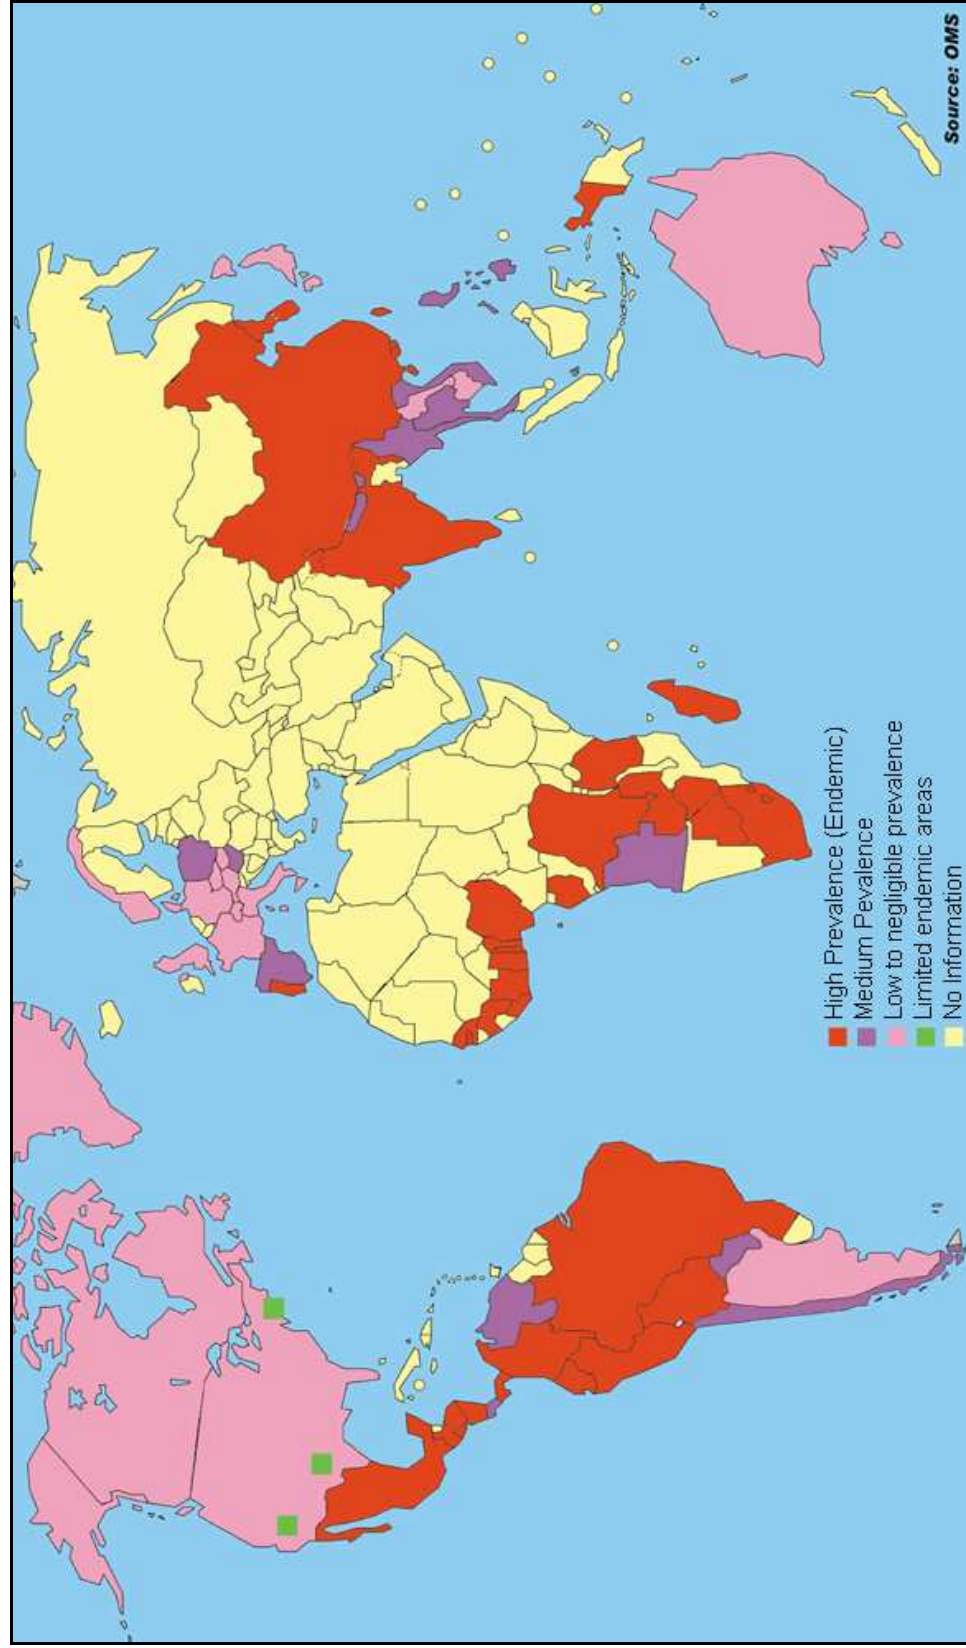 High Prevalence (Endemic)
Medium Pevalence
Low to negligible prevalence
Limited endemic areas
No Information
Source: OMS